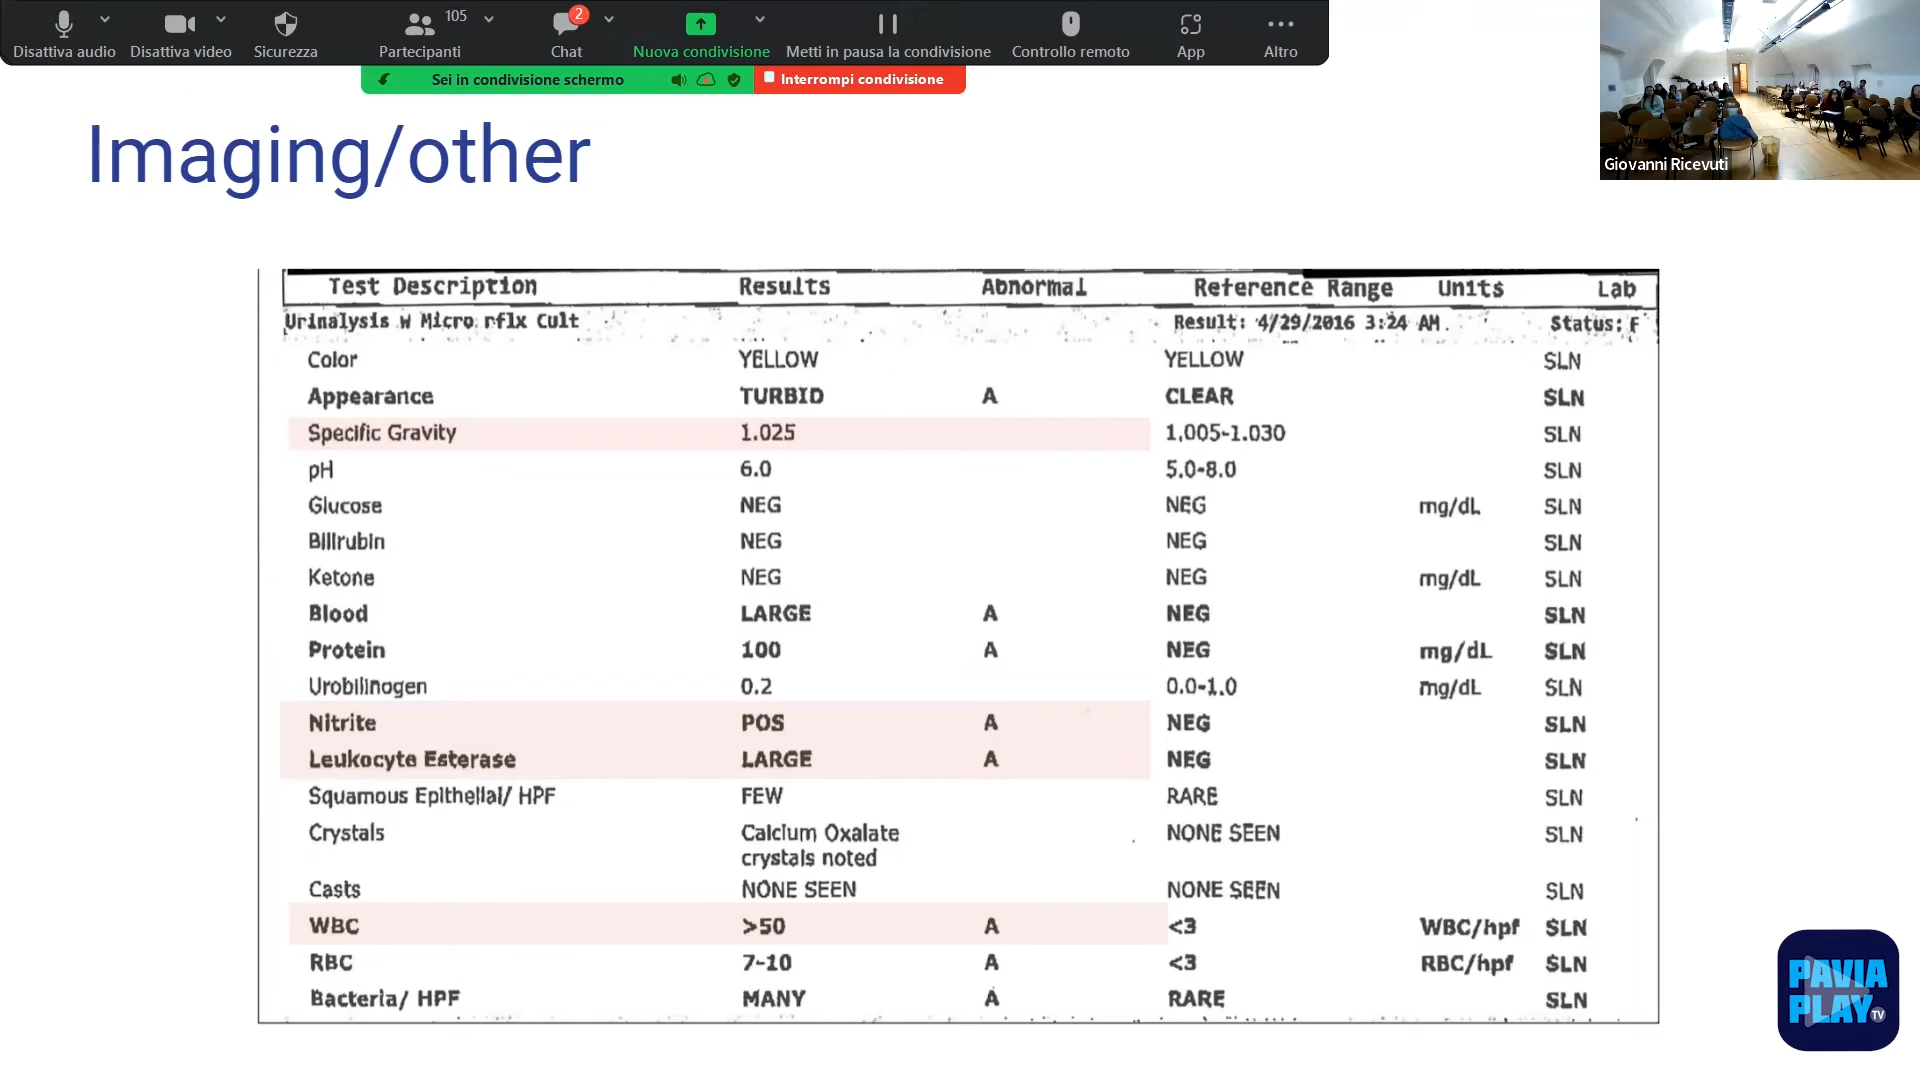 Disattiva audio
Disattiva video
Sicurezza
Partecipanti
105
Chat
2
Nuova condivisione
Metti in pausa la condivisione
Controllo remoto
App
Altro
Sei in condivisione schermo
Interrompi condivisione
Giovanni Ricevuti
Imaging/other
Test Description Results Abnormal Reference Range Units Lab
Urinalysis W Micro rflx Cult Result: 4/29/2016 3:24 AM. Status: F
Color YELLOW YELLOW SLN
Appearance TURBID A CLEAR SLN
Specific Gravity 1.025 1.005-1.030 SLN
pH 6.0 5.0-8.0 SLN
Glucose NEG NEG mg/dL SLN
Bilirubin NEG NEG SLN
Ketone NEG NEG mg/dL SLN
Blood LARGE A NEG SLN
Protein 100 A NEG mg/dL SLN
Urobilinogen 0.2 0.0-1.0 mg/dL SLN
Nitrite POS A NEG SLN
Leukocyte Esterase LARGE A NEG SLN
Squamous Epithelial/ HPF FEW RARE SLN
Crystals Calcium Oxalate NONE SEEN SLN
crystals noted
Casts NONE SEEN NONE SEEN SLN
WBC >50 A <3 WBC/hpf SLN
RBC 7-10 A <3 RBC/hpf SLN
Bacteria/ HPF MANY A RARE SLN
PAVIA
PLAY TV